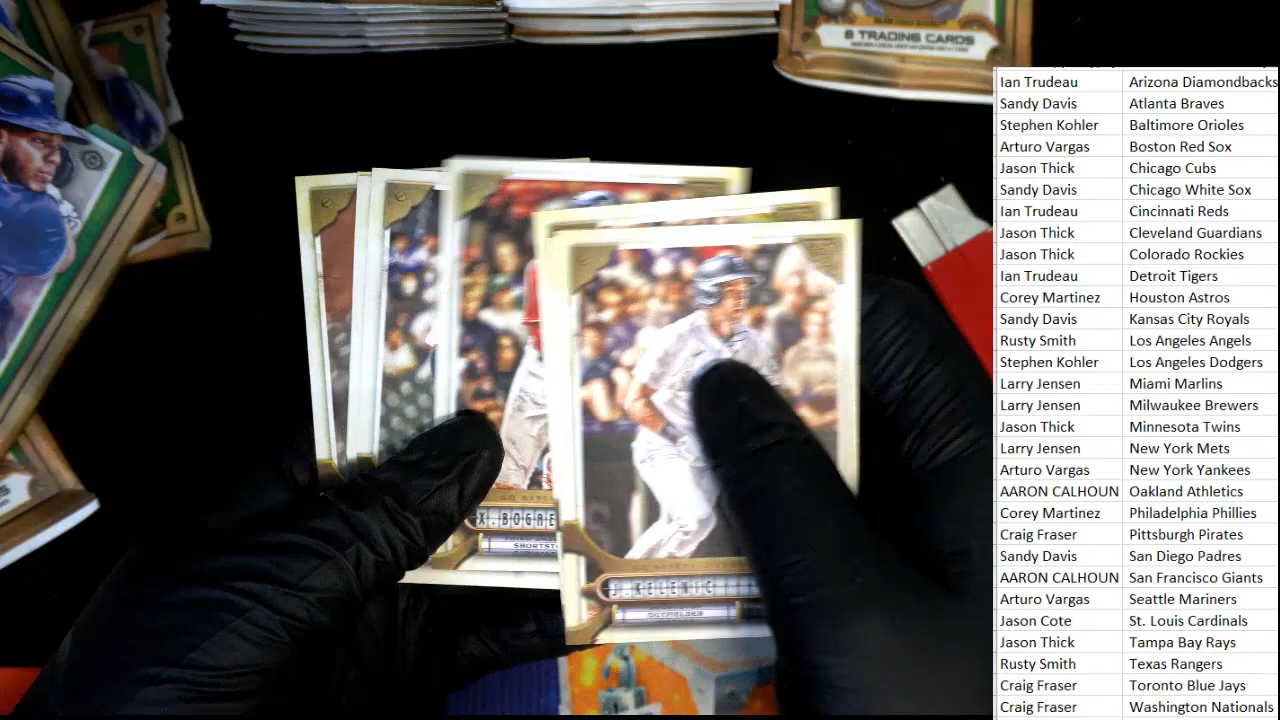 8 TRADING CARDS
Ian Trudeau Arizona Diamondbacks
Sandy Davis Atlanta Braves
Stephen Kohler Baltimore Orioles
Arturo Vargas Boston Red Sox
Jason Thick Chicago Cubs
Sandy Davis Chicago White Sox
Ian Trudeau Cincinnati Reds
Jason Thick Cleveland Guardians
Jason Thick Colorado Rockies
Ian Trudeau Detroit Tigers
Corey Martinez Houston Astros
Sandy Davis Kansas City Royals
Rusty Smith Los Angeles Angels
Stephen Kohler Los Angeles Dodgers
Larry Jensen Miami Marlins
Larry Jensen Milwaukee Brewers
Jason Thick Minnesota Twins
Larry Jensen New York Mets
Arturo Vargas New York Yankees
AARON CALHOUN Oakland Athletics
Corey Martinez Philadelphia Phillies
Craig Fraser Pittsburgh Pirates
Sandy Davis San Diego Padres
AARON CALHOUN San Francisco Giants
Arturo Vargas Seattle Mariners
Jason Cote St. Louis Cardinals
Jason Thick Tampa Bay Rays
Rusty Smith Texas Rangers
Craig Fraser Toronto Blue Jays
Craig Fraser Washington Nationals
X. BOGAE
SHORTST
J. KELENIC
OUTFIELDER